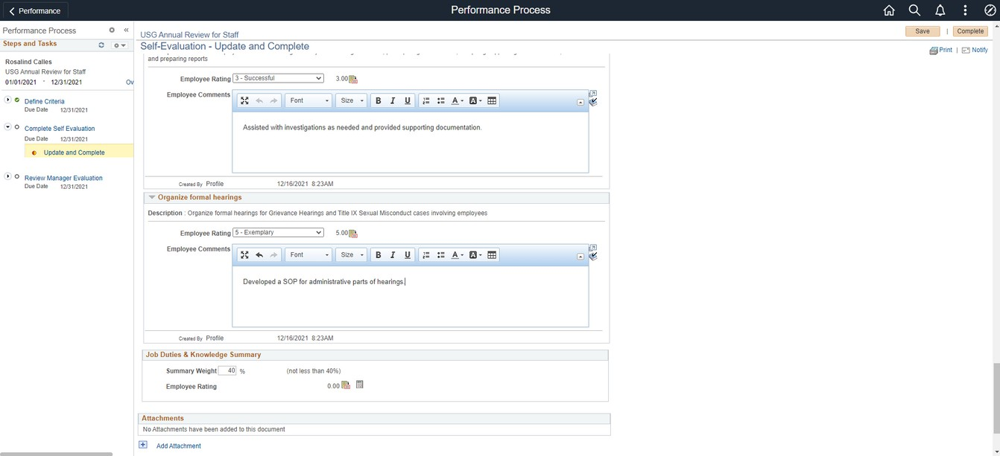 Performance
Performance Process
Performance Process
«
Steps and Tasks
Rosalind Calles
USG Annual Review for Staff
01/01/2021 - 12/31/2021
Ov
Define Criteria
Due Date 12/31/2021
Complete Self Evaluation
Due Date 12/31/2021
Update and Complete
Review Manager Evaluation
Due Date 12/31/2021
USG Annual Review for Staff
Save | Complete
Self-Evaluation - Update and Complete
Print | Notify
and preparing reports
Employee Rating 3 - Successful 3.00
Employee Comments
Font Size B I U A A
Assisted with investigations as needed and provided supporting documentation.
Created By Profile 12/16/2021 8:23AM
Organize formal hearings
Description : Organize formal hearings for Grievance Hearings and Title IX Sexual Misconduct cases involving employees
Employee Rating 5 - Exemplary 5.00
Employee Comments
Font Size B I U A A
Developed a SOP for administrative parts of hearings.
Created By Profile 12/16/2021 8:23AM
Job Duties & Knowledge Summary
Summary Weight 40 % (not less than 40%)
Employee Rating 0.00
Attachments
No Attachments have been added to this document
Add Attachment